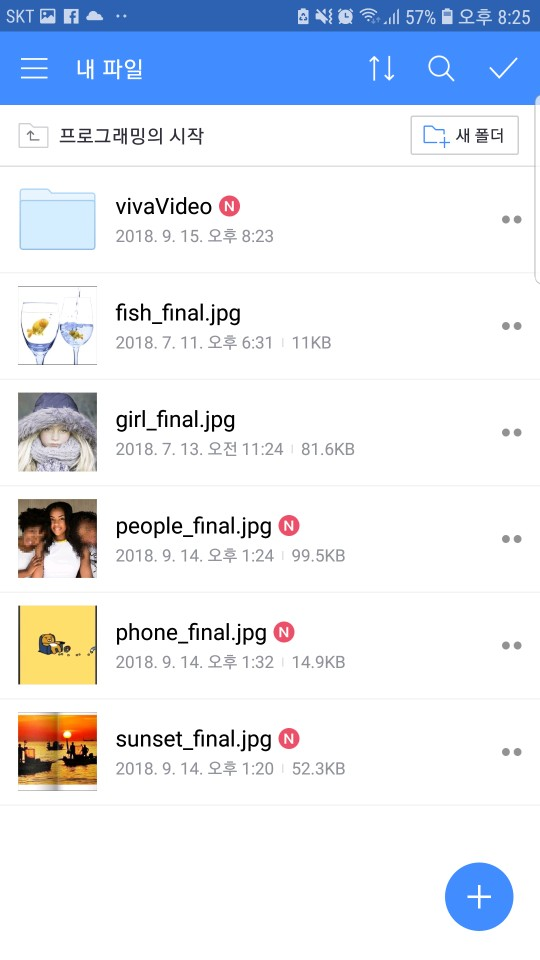 SKT 57% 오후 8:25
내 파일
프로그래밍의 시작 새 폴더
vivaVideo N
2018. 9. 15. 오후 8:23
fish_final.jpg
2018. 7. 11. 오후 6:31 | 11KB
girl_final.jpg
2018. 7. 13. 오전 11:24 | 81.6KB
people_final.jpg N
2018. 9. 14. 오후 1:24 | 99.5KB
phone_final.jpg N
2018. 9. 14. 오후 1:32 | 14.9KB
sunset_final.jpg N
2018. 9. 14. 오후 1:20 | 52.3KB